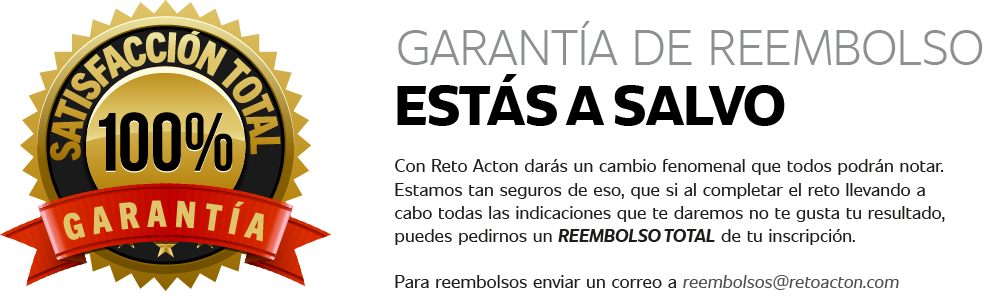 SATISFACCIÓN TOTAL
100%
GARANTÍA
GARANTÍA DE REEMBOLSO
ESTÁS A SALVO
Con Reto Acton darás un cambio fenomenal que todos podrán notar.
Estamos tan seguros de eso, que si al completar el reto llevando a
cabo todas las indicaciones que te daremos no te gusta tu resultado,
puedes pedirnos un REEMBOLSO TOTAL de tu inscripción.
Para reembolsos enviar un correo a reembolsos@retoacton.com